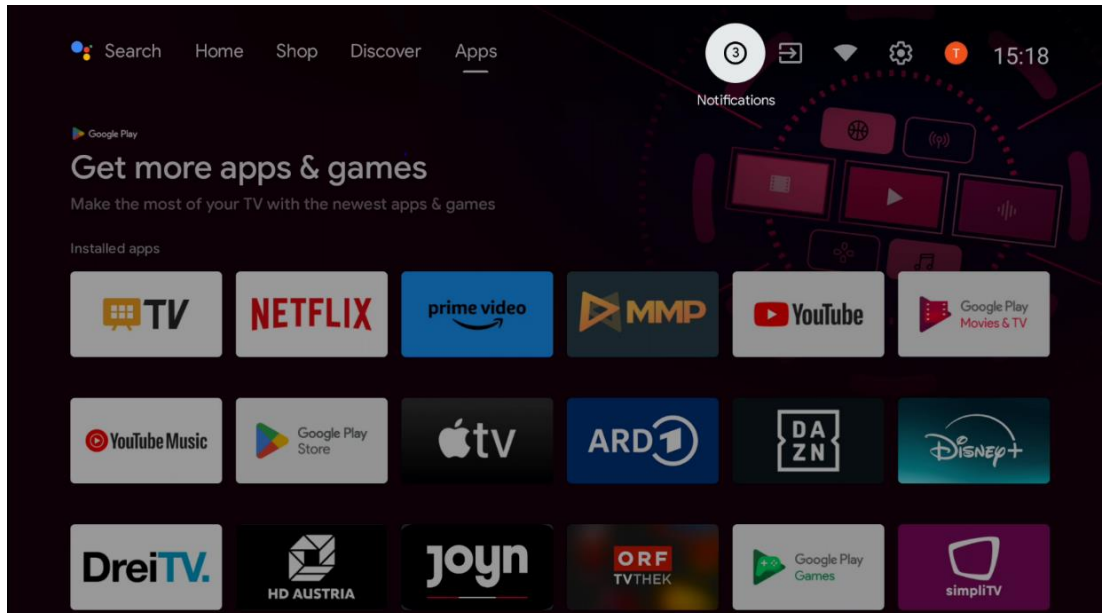 Search Home Shop Discover Apps 3 T 15:18
Notifications
Google Play
Get more apps & games
Make the most of your TV with the newest apps & games
Installed apps
TV NETFLIX prime video MMP YouTube Google Play Movies & TV
YouTube Music Google Play Store tv ARD 1 DAZN Disney+
DreiTV. HD AUSTRIA Joyn ORF TVTHEK Google Play Games simpliTV